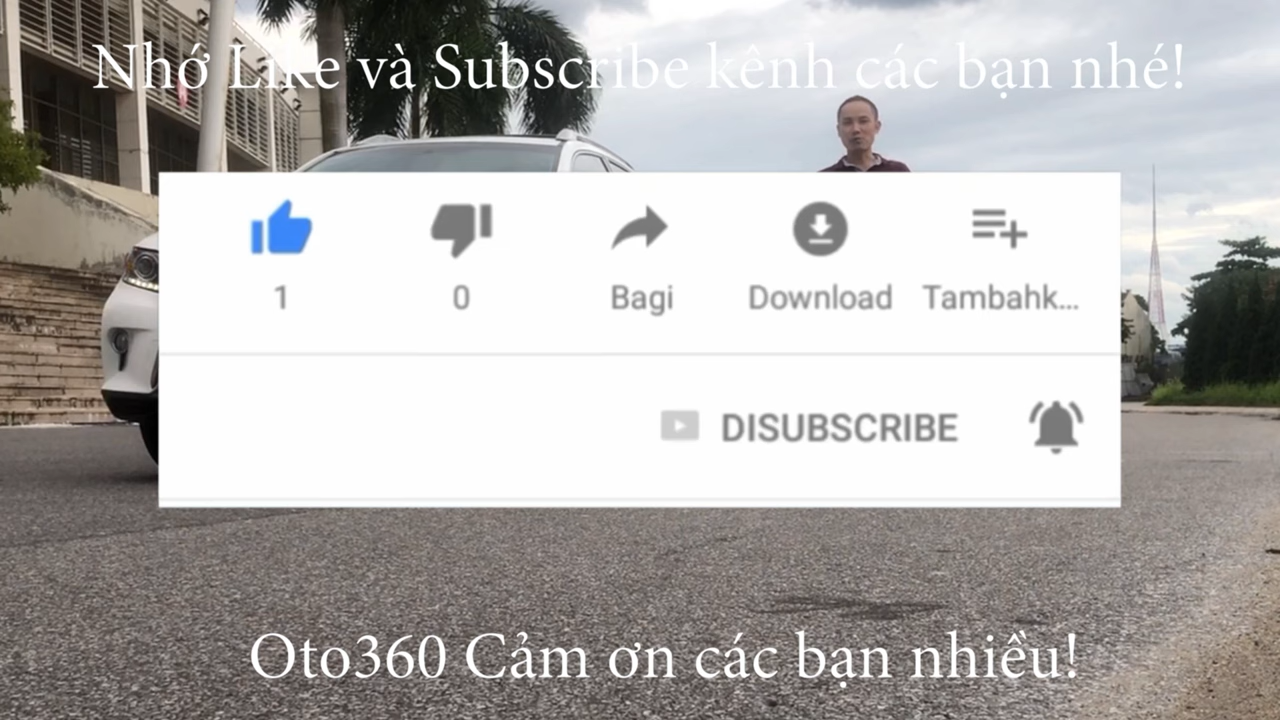 Nhớ Like và Subscribe kênh các bạn nhé!
1 0 Bagi Download Tambahk...
DISUBSCRIBE
Oto360 Cảm ơn các bạn nhiều!